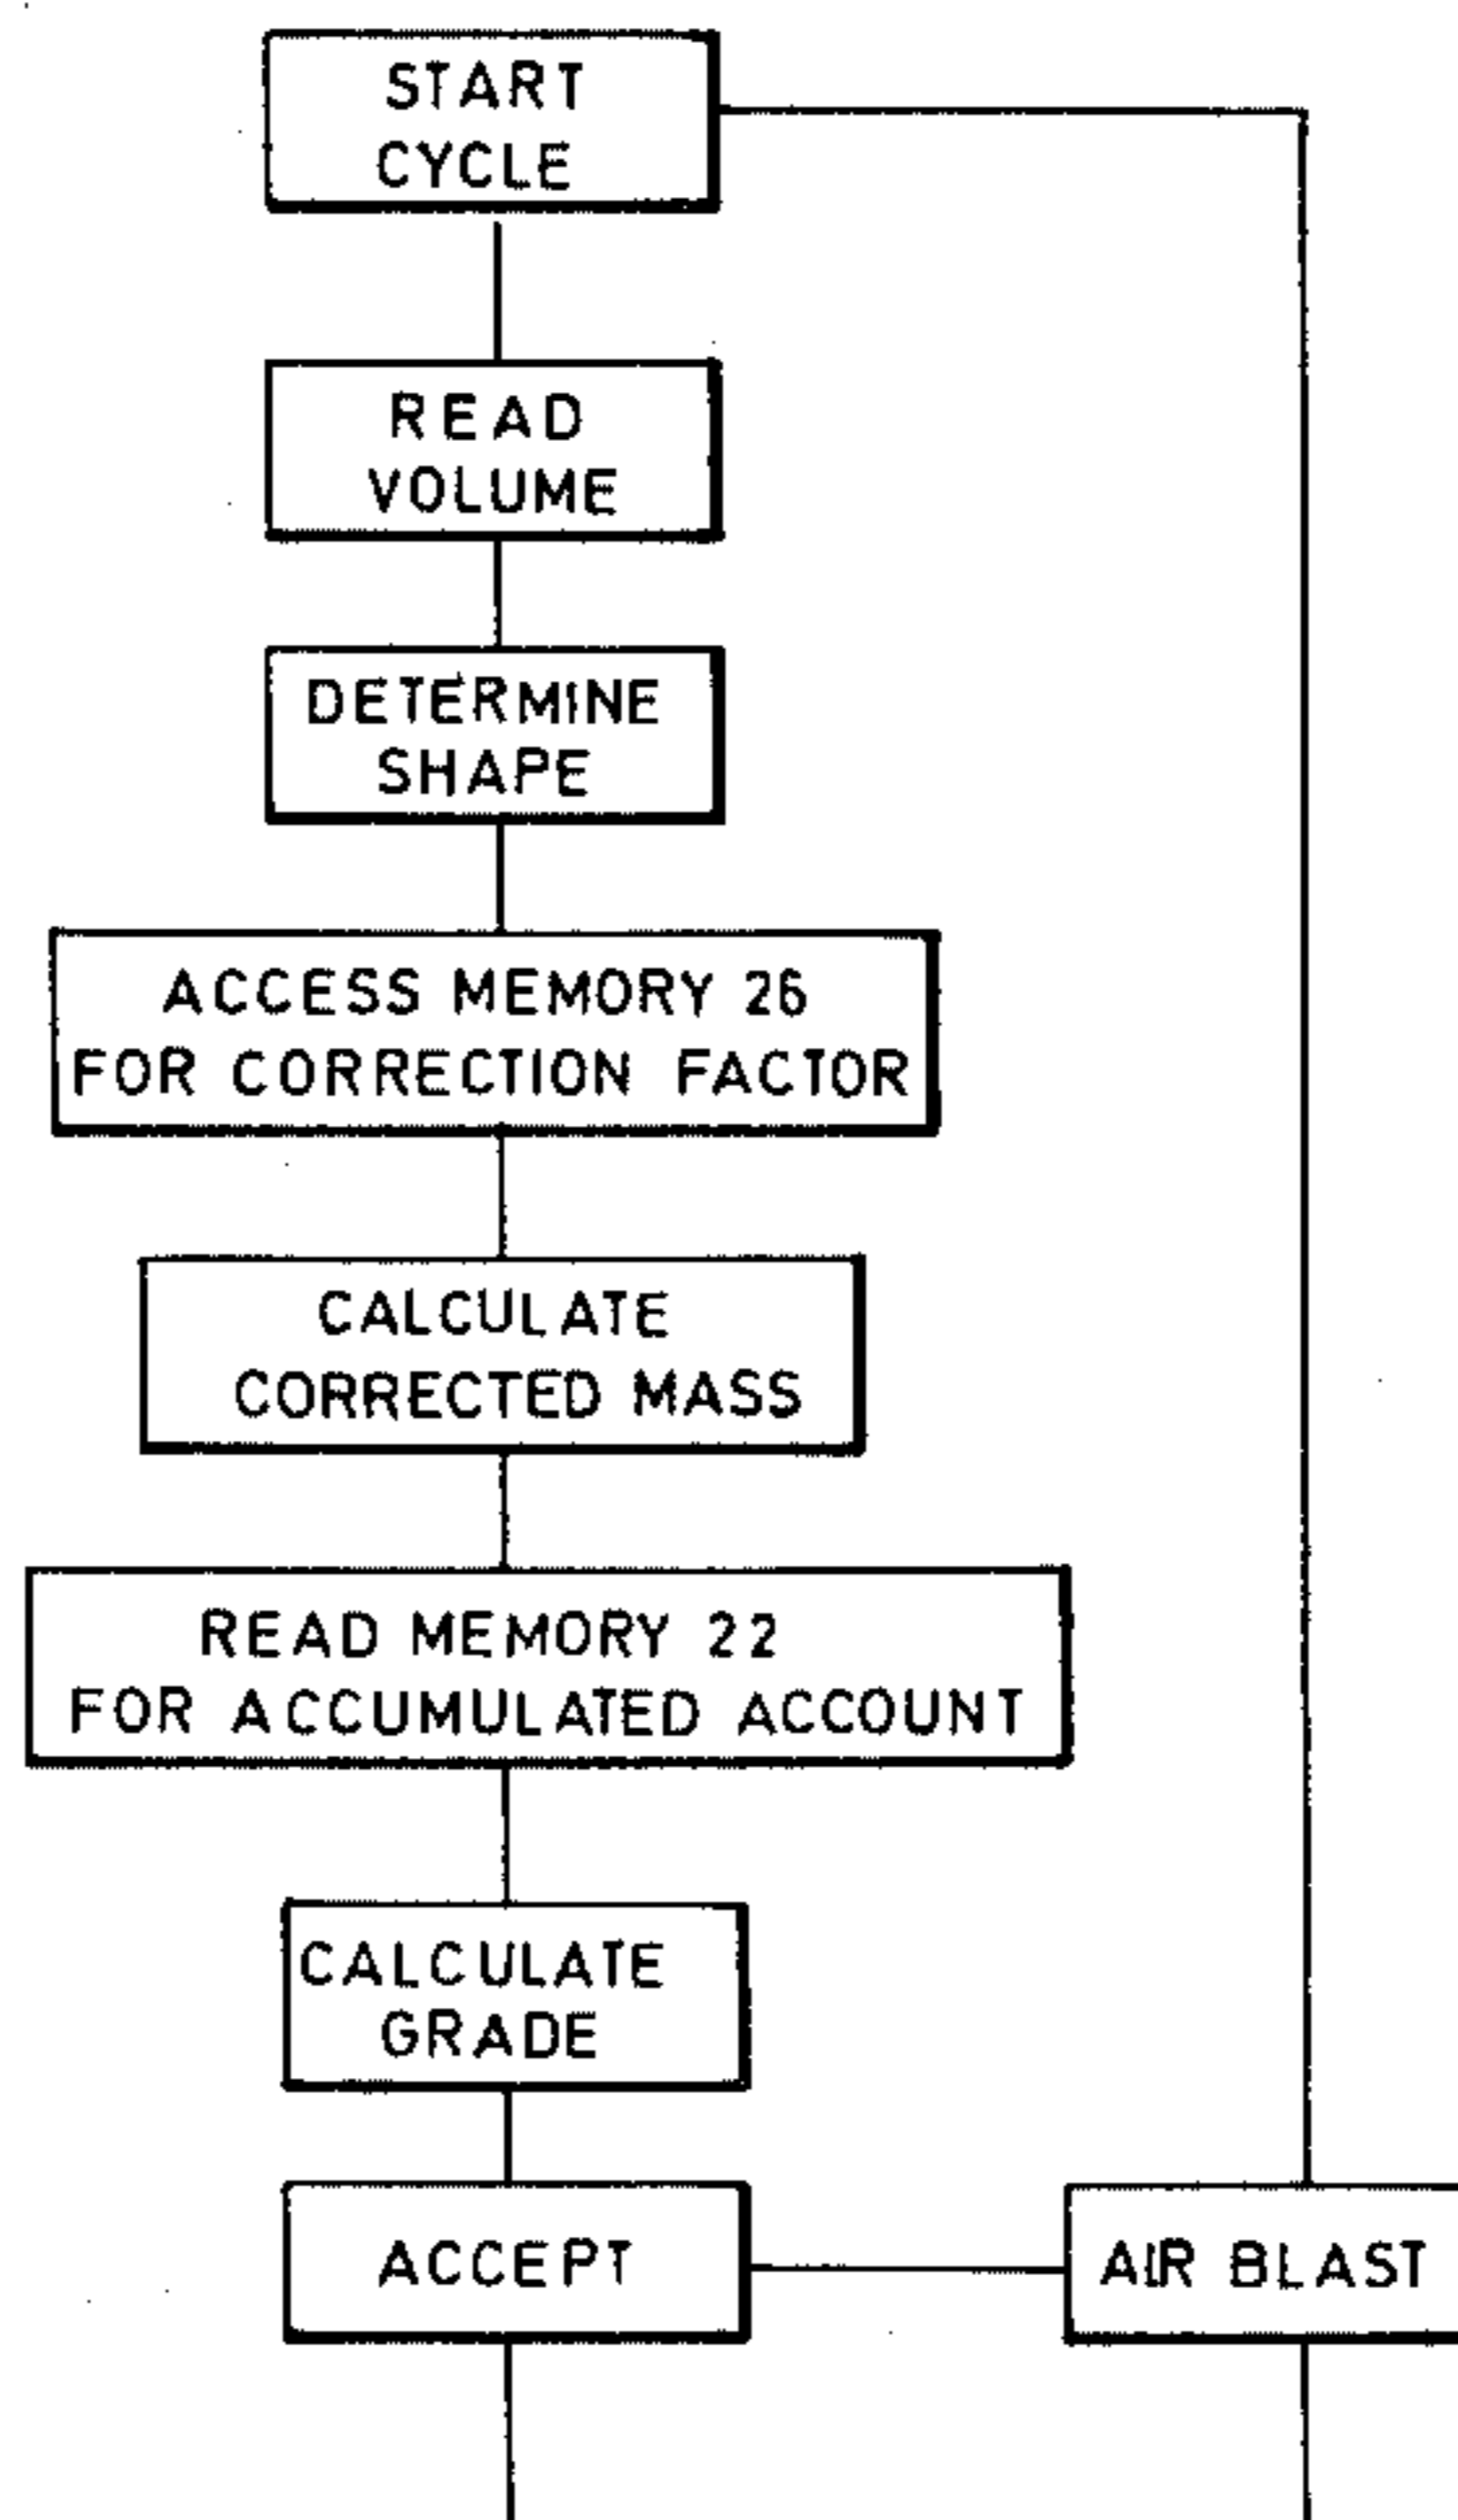 START
CYCLE
READ
VOLUME
DETERMINE
SHAPE
ACCESS MEMORY 26
FOR CORRECTION FACTOR
CALCULATE
CORRECTED MASS
READ MEMORY 22
FOR ACCUMULATED ACCOUNT
CALCULATE
GRADE
ACCEPT
AIR BLAST